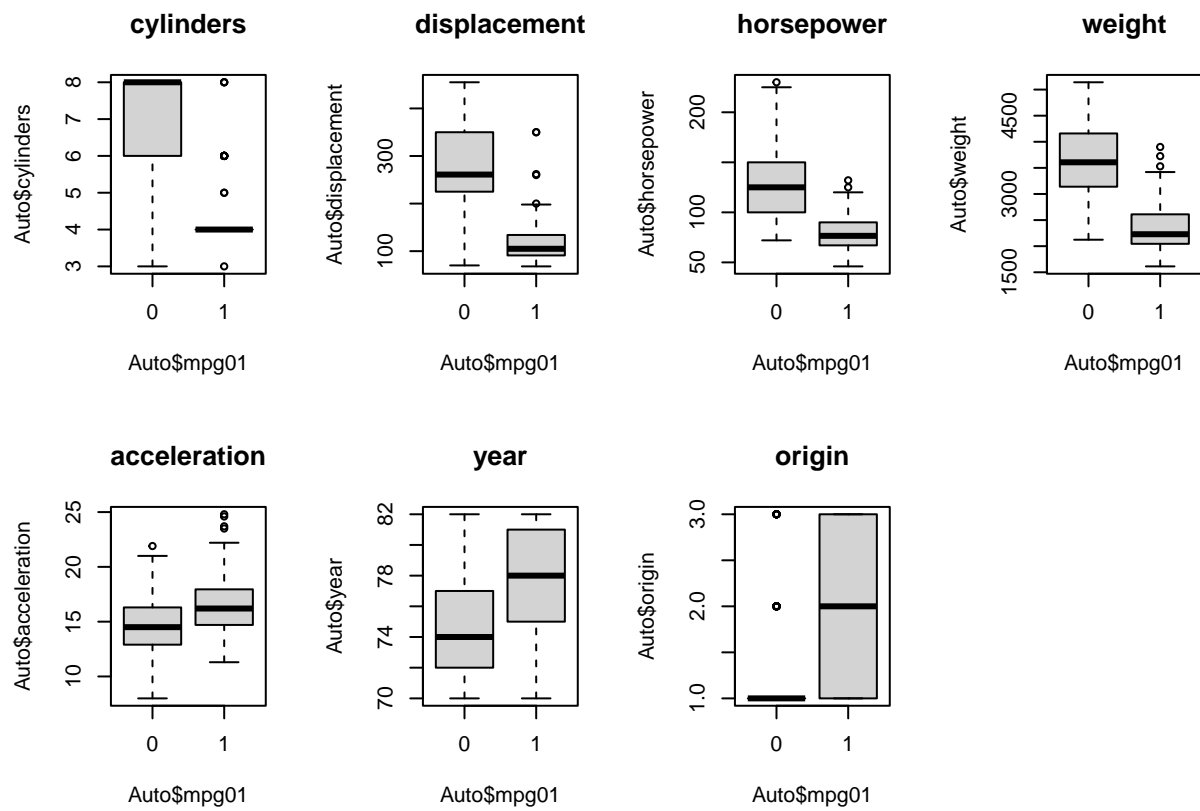 cylinders
Auto$cylinders
8
7
6
5
4
3
0 1
Auto$mpg01
displacement
Auto$displacement
300
100
0 1
Auto$mpg01
horsepower
Auto$horsepower
200
100
50
0 1
Auto$mpg01
weight
Auto$weight
4500
3000
1500
0 1
Auto$mpg01
acceleration
Auto$acceleration
25
20
15
10
0 1
Auto$mpg01
year
Auto$year
82
78
74
70
0 1
Auto$mpg01
origin
Auto$origin
3.0
2.0
1.0
0 1
Auto$mpg01